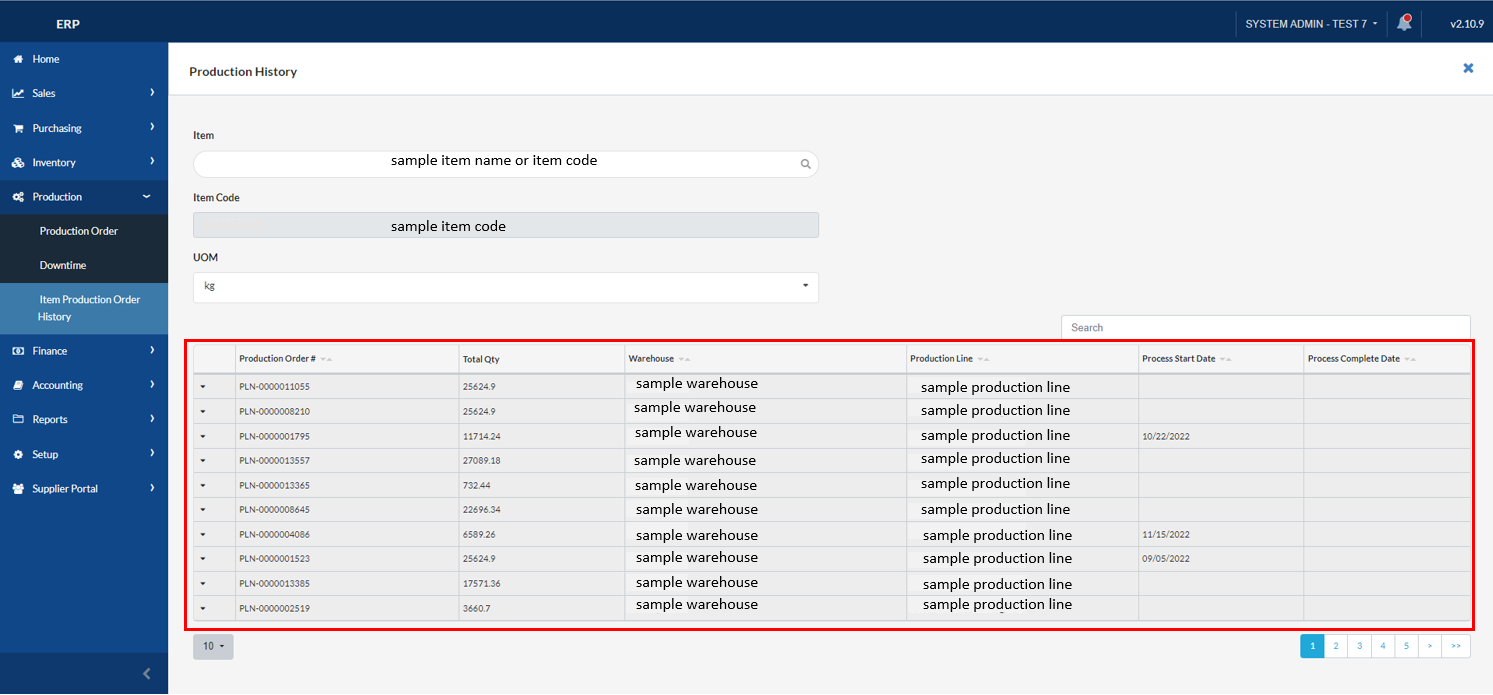 ERP
SYSTEM ADMIN - TEST 7
v2.10.9
Home
Sales
Purchasing
Inventory
Production
Production Order
Downtime
Item Production Order
History
Finance
Accounting
Reports
Setup
Supplier Portal
Production History
Item
sample item name or item code
Item Code
sample item code
UOM
kg
Search
Production Order # Total Qty Warehouse Production Line Process Start Date Process Complete Date
PLN-0000011055 25624.9 sample warehouse sample production line
PLN-0000008210 25624.9 sample warehouse sample production line
PLN-0000001795 11714.24 sample warehouse sample production line 10/22/2022
PLN-0000013557 27089.18 sample warehouse sample production line
PLN-0000013365 732.44 sample warehouse sample production line
PLN-0000008645 22696.34 sample warehouse sample production line
PLN-0000004086 6589.26 sample warehouse sample production line 11/15/2022
PLN-0000001523 25624.9 sample warehouse sample production line 09/05/2022
PLN-0000013385 17571.36 sample warehouse sample production line
PLN-0000002519 3660.7 sample warehouse sample production line
10
1 2 3 4 5 > >>